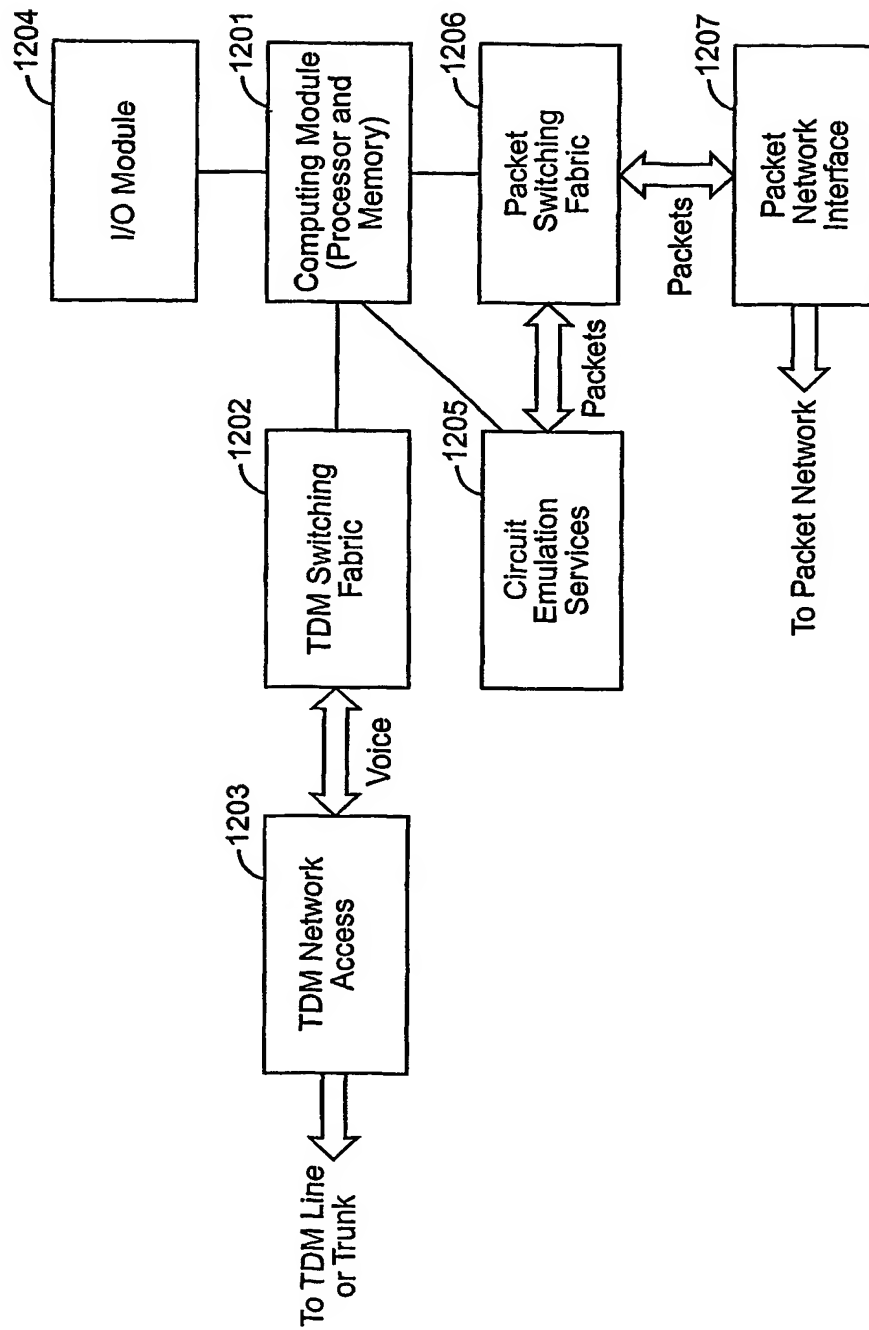 1204
I/O Module
1203
TDM Network
Access
1202
TDM Switching
Fabric
1201
Computing Module
(Processor and
Memory)
To TDM Line
or Trunk
Voice
1205
Circuit
Emulation
Services
1206
Packet
Switching
Fabric
Packets
Packets
1207
Packet
Network
Interface
To Packet Network